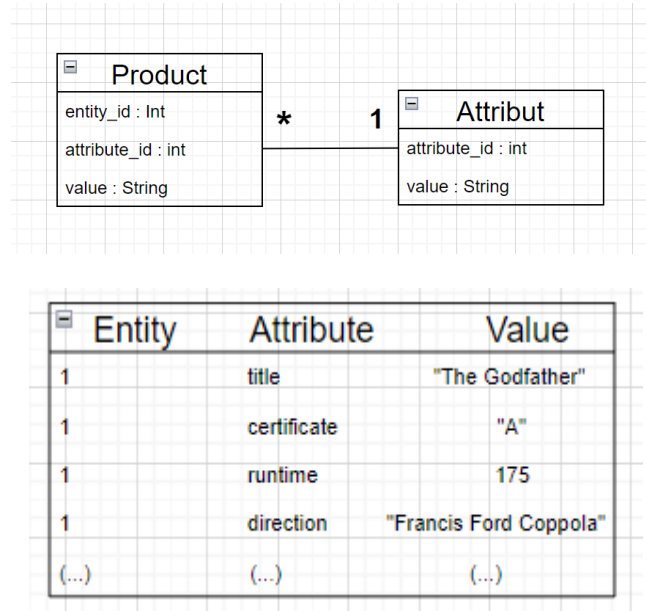 Product
entity_id : Int
attribute_id : int
value : String
* 1
Attribut
attribute_id : int
value : String
Entity Attribute Value
1 title "The Godfather"
1 certificate "A"
1 runtime 175
1 direction "Francis Ford Coppola"
(...) (...) (...)